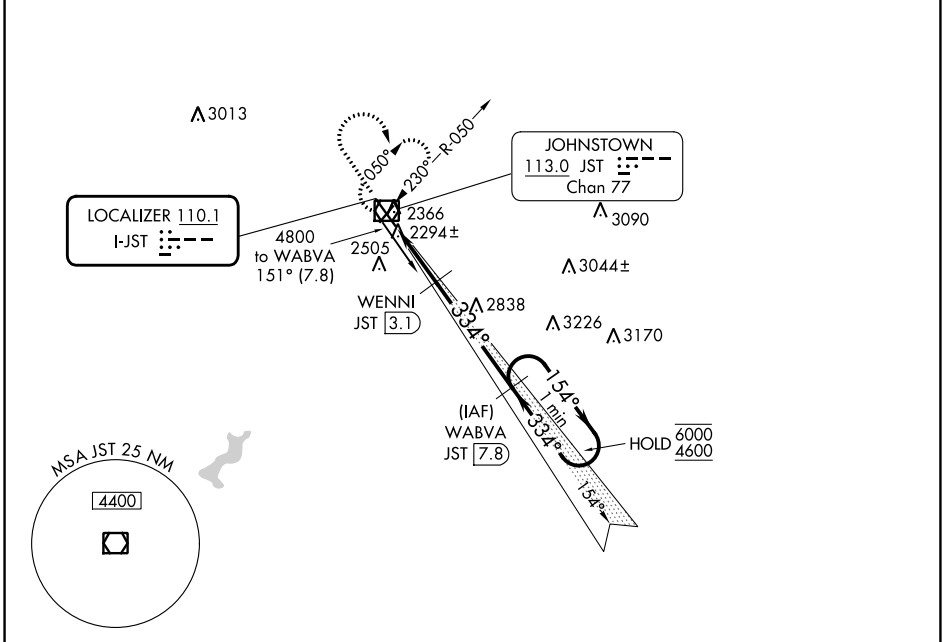 3013
050°
230°
R-050
JOHNSTOWN
113.0 JST
Chan 77
3090
LOCALIZER 110.1
I-JST
2366
2294±
4800
to WABVA
151° (7.8)
2505
3044±
WENNI
JST 3.1
2838
334°
3226
3170
154°
1 min
(IAF)
WABVA
JST 7.8
334°
HOLD 6000
4600
154°
MSA JST 25 NM
4400